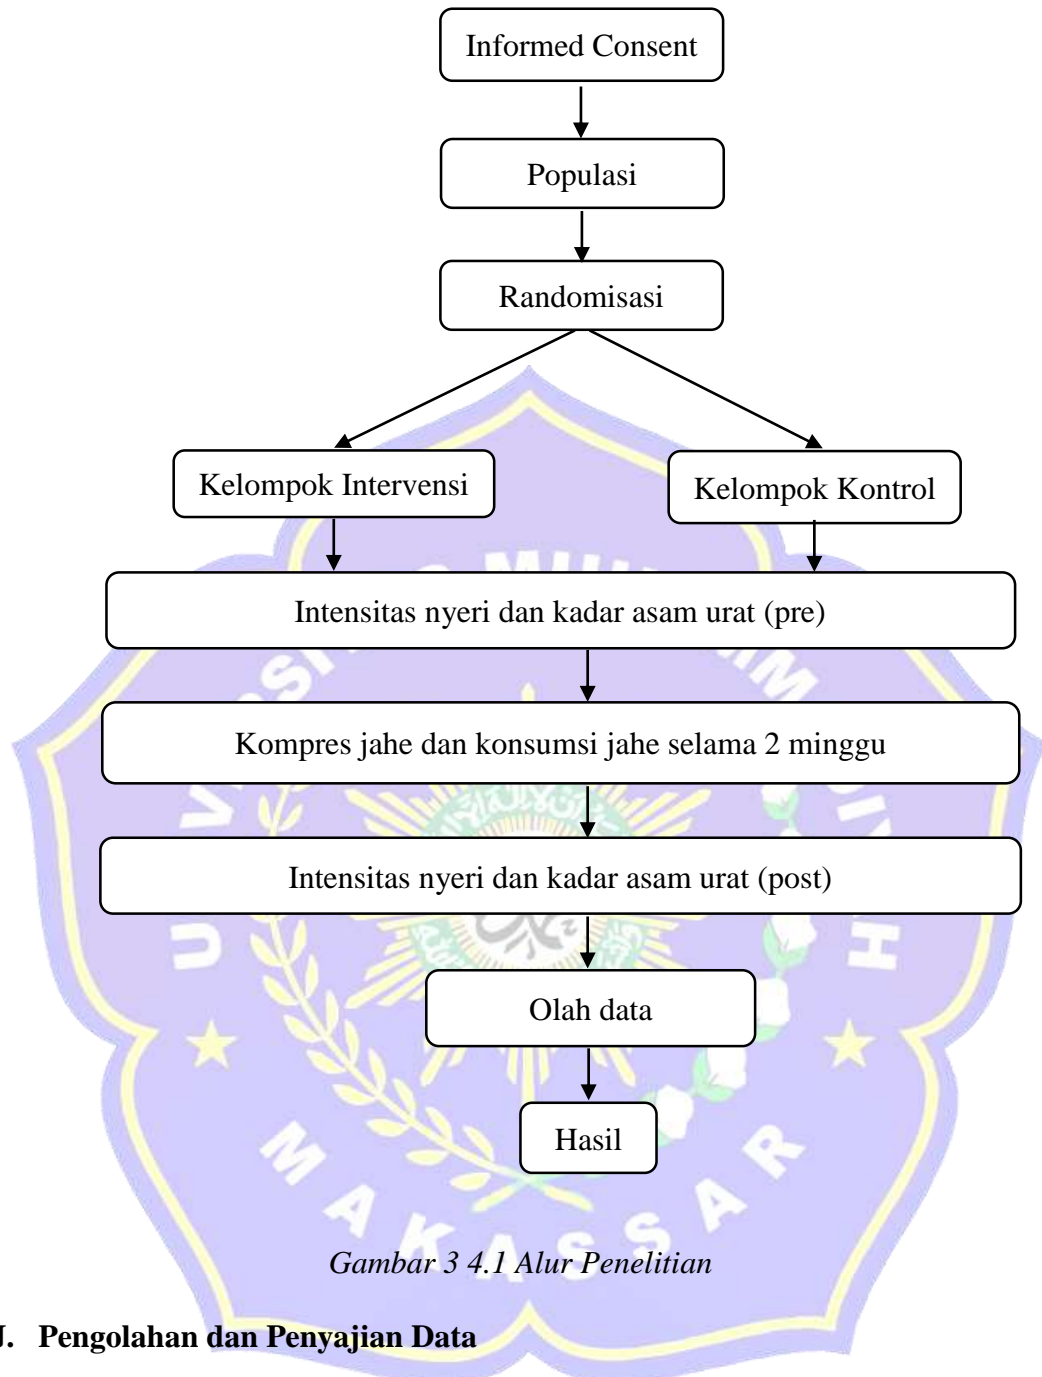 Informed Consent
Populasi
Randomisasi
Kelompok Intervensi
Kelompok Kontrol
Intensitas nyeri dan kadar asam urat (pre)
Kompres jahe dan konsumsi jahe selama 2 minggu
Intensitas nyeri dan kadar asam urat (post)
Olah data
Hasil
MAKASSAR
Gambar 3 4.1 Alur Penelitian
J. Pengolahan dan Penyajian Data